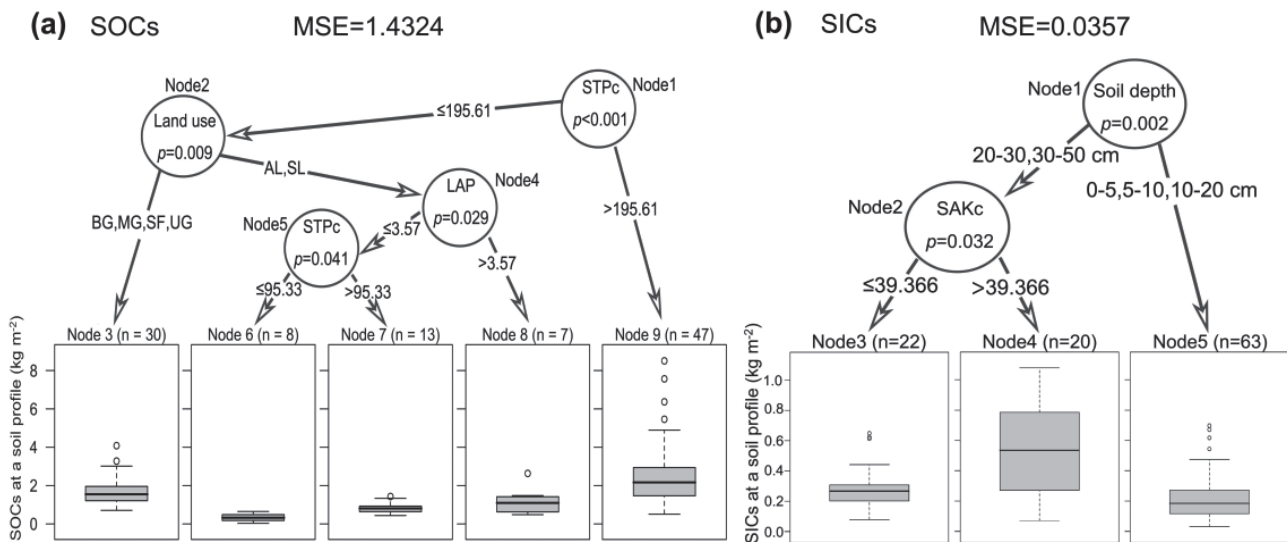 (a) SOCs MSE=1.4324
Node2
Land use
p=0.009
≤195.61
STPc
p<0.001
Node1
AL,SL
BG,MG,SF,UG
LAP
p=0.029
Node4
>195.61
Node5
STPc
p=0.041
≤3.57
>3.57
≤95.33
>95.33
Node 3 (n = 30)
Node 6 (n = 8)
Node 7 (n = 13)
Node 8 (n = 7)
Node 9 (n = 47)
SOCs at a soil profile (kg m⁻²)
8
6
4
2
0
(b) SICs MSE=0.0357
Node1
Soil depth
p=0.002
20-30,30-50 cm
0-5,5-10,10-20 cm
Node2
SAKc
p=0.032
≤39.366
>39.366
Node3 (n=22)
Node4 (n=20)
Node5 (n=63)
SICs at a soil profile (kg m⁻²)
1.0
0.8
0.6
0.4
0.2
0.0